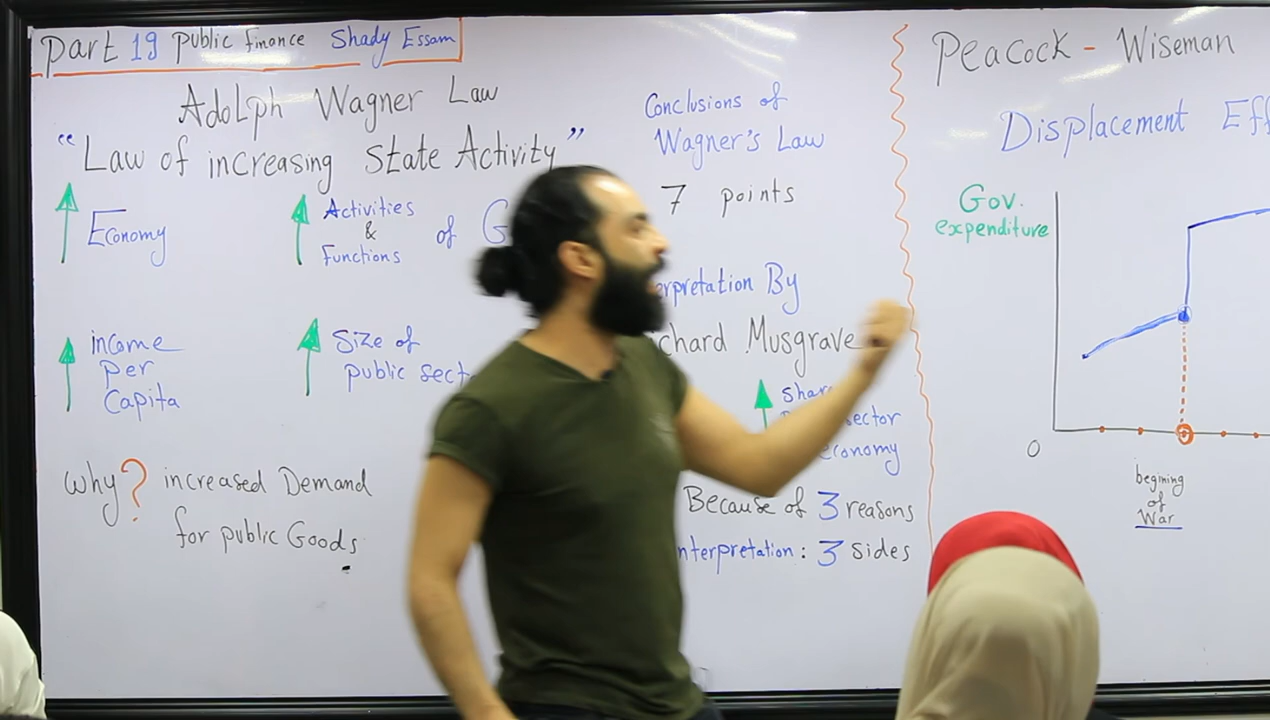 Part 19 Public finance Shady Essam
Adolph Wagner Law
"Law of increasing State Activity"
Economy
Activities
&
Functions
of G
income
per
Capita
Size of
public sect
why? increased Demand
for public Goods
Conclusions of
Wagner's Law
7 points
erpretation By
chard Musgrave
shar
ector
economy
Because of 3 reasons
nterpretation: 3 sides
Peacock - Wiseman
Displacement Eff
Gov.
expenditure
0
begining
of
War